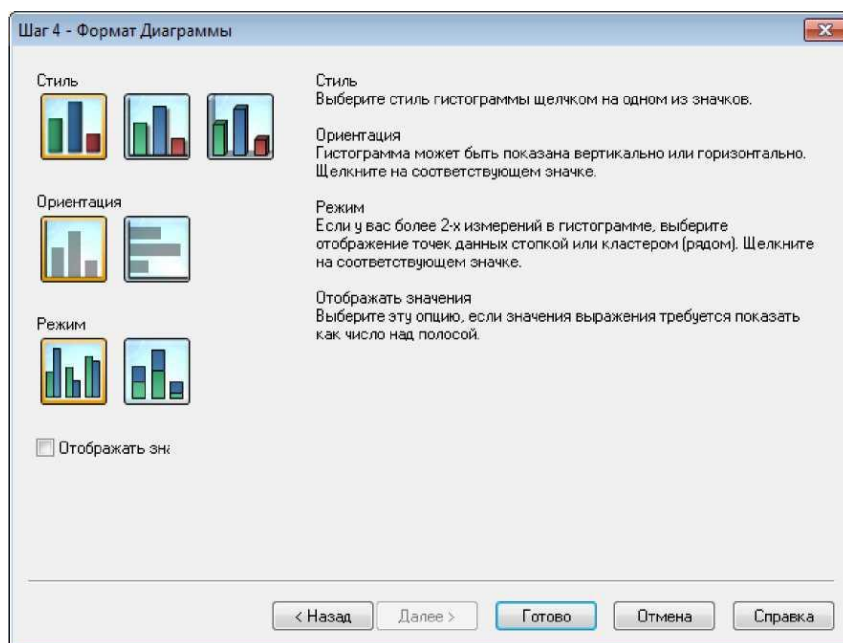 Шаг 4 - Формат Диаграммы
Стиль
Ориентация
Режим
Отображать зна
Стиль
Выберите стиль гистограммы щелчком на одном из значков.
Ориентация
Гистограмма может быть показана вертикально или горизонтально.
Щелкните на соответствующем значке.
Режим
Если у вас более 2-х измерений в гистограмме, выберите
отображение точек данных стопкой или кластером (рядом). Щелкните
на соответствующем значке.
Отображать значения
Выберите эту опцию, если значения выражения требуется показать
как число над полосой.
< Назад
Далее >
Готово
Отмена
Справка